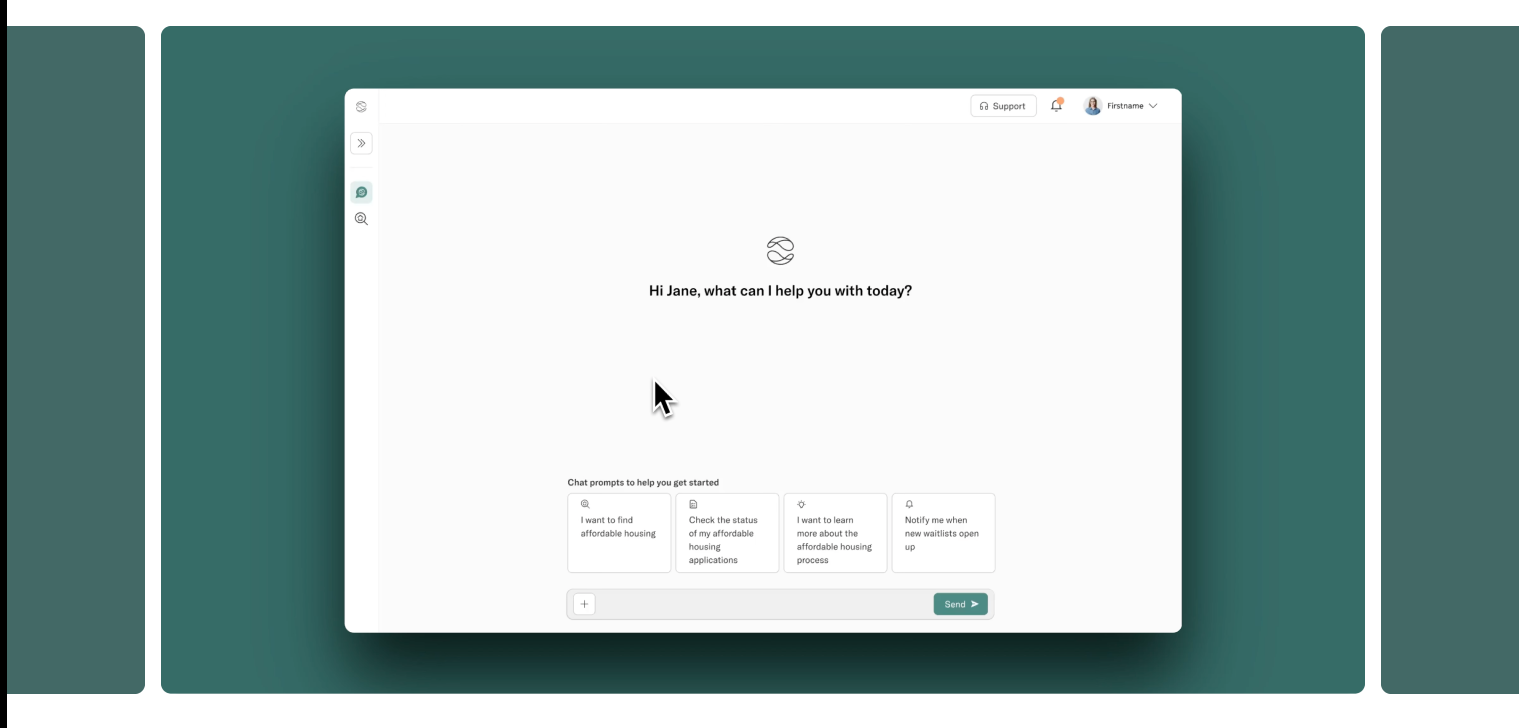 Support
Firstname
Hi Jane, what can I help you with today?
Chat prompts to help you get started
I want to find
affordable housing
Check the status
of my affordable
housing
applications
I want to learn
more about the
affordable housing
process
Notify me when
new waitlists open
up
Send